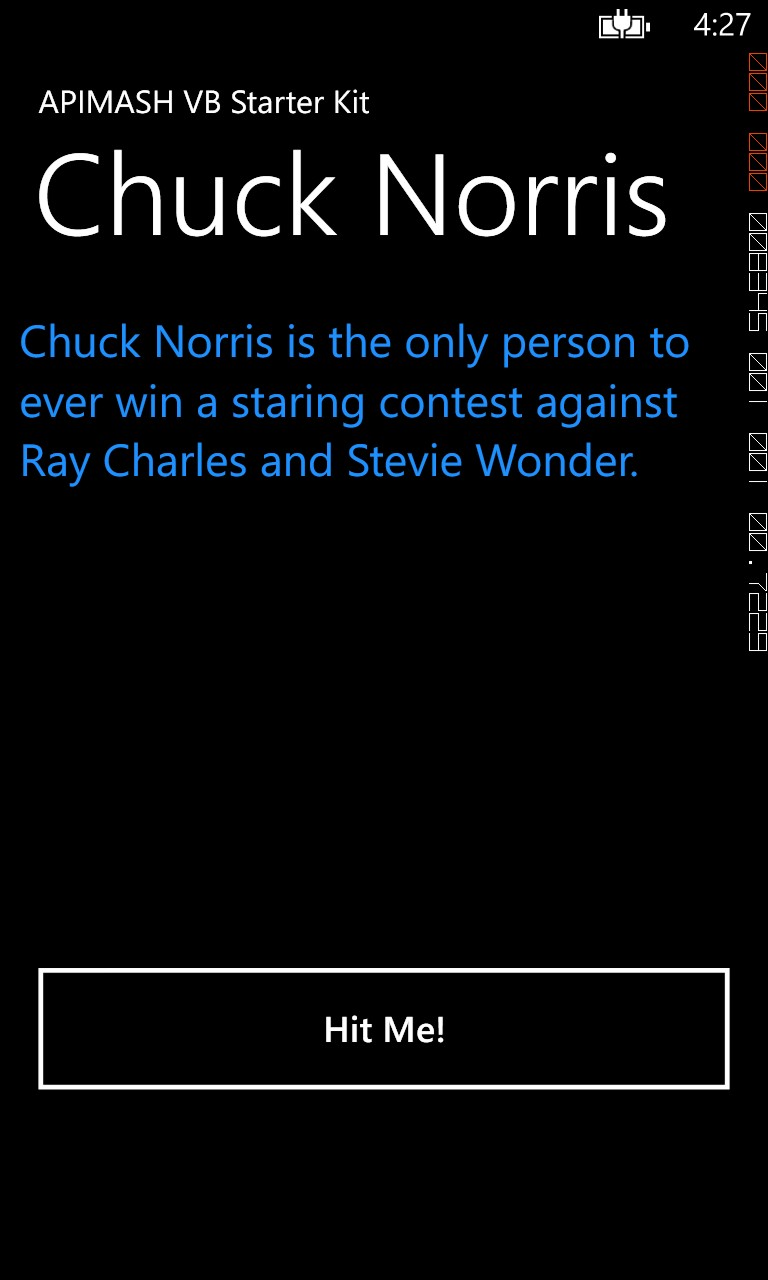 4:27
APIMASH VB Starter Kit
Chuck Norris
Chuck Norris is the only person to
ever win a staring contest against
Ray Charles and Stevie Wonder.
Hit Me!